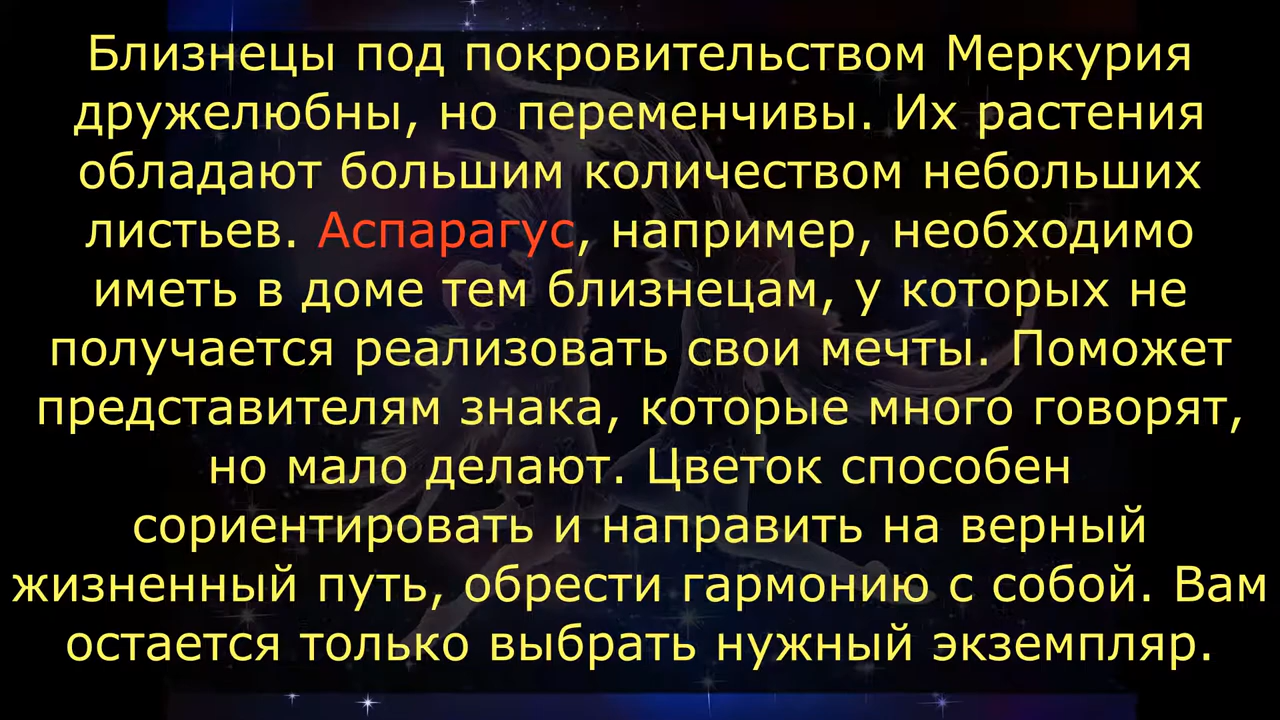 Близнецы под покровительством Меркурия
дружелюбны, но переменчивы. Их растения
обладают большим количеством небольших
листьев. Аспарагус, например, необходимо
иметь в доме тем близнецам, у которых не
получается реализовать свои мечты. Поможет
представителям знака, которые много говорят,
но мало делают. Цветок способен
сориентировать и направить на верный
жизненный путь, обрести гармонию с собой. Вам
остается только выбрать нужный экземпляр.